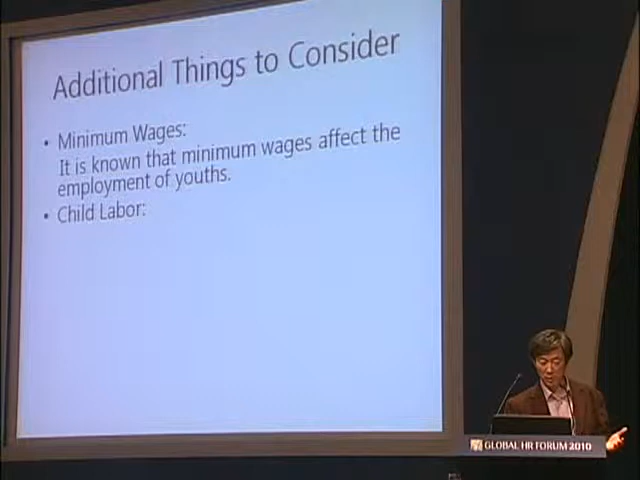 Additional Things to Consider
• Minimum Wages:
It is known that minimum wages affect the
employment of youths.
• Child Labor:
GLOBAL HR FORUM 2010